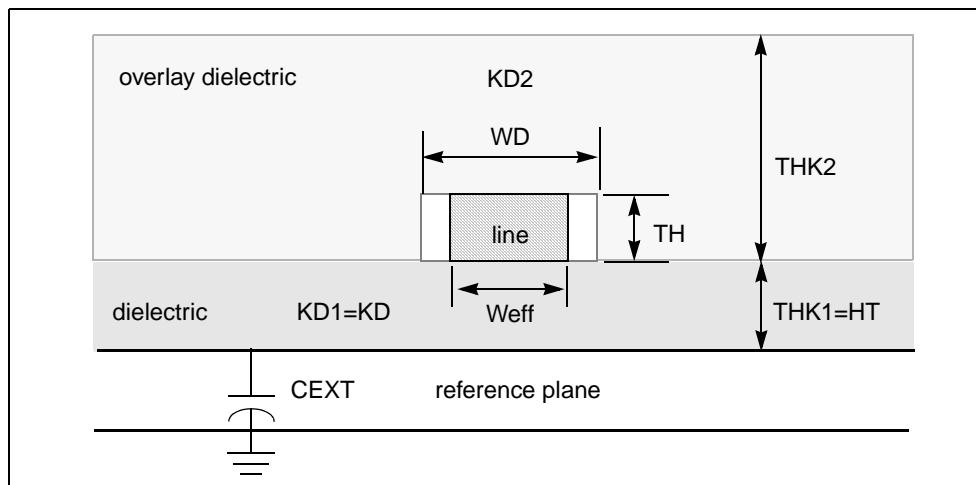 overlay dielectric KD2
WD
THK2
TH
line
dielectric KD1=KD Weff THK1=HT
CEXT reference plane